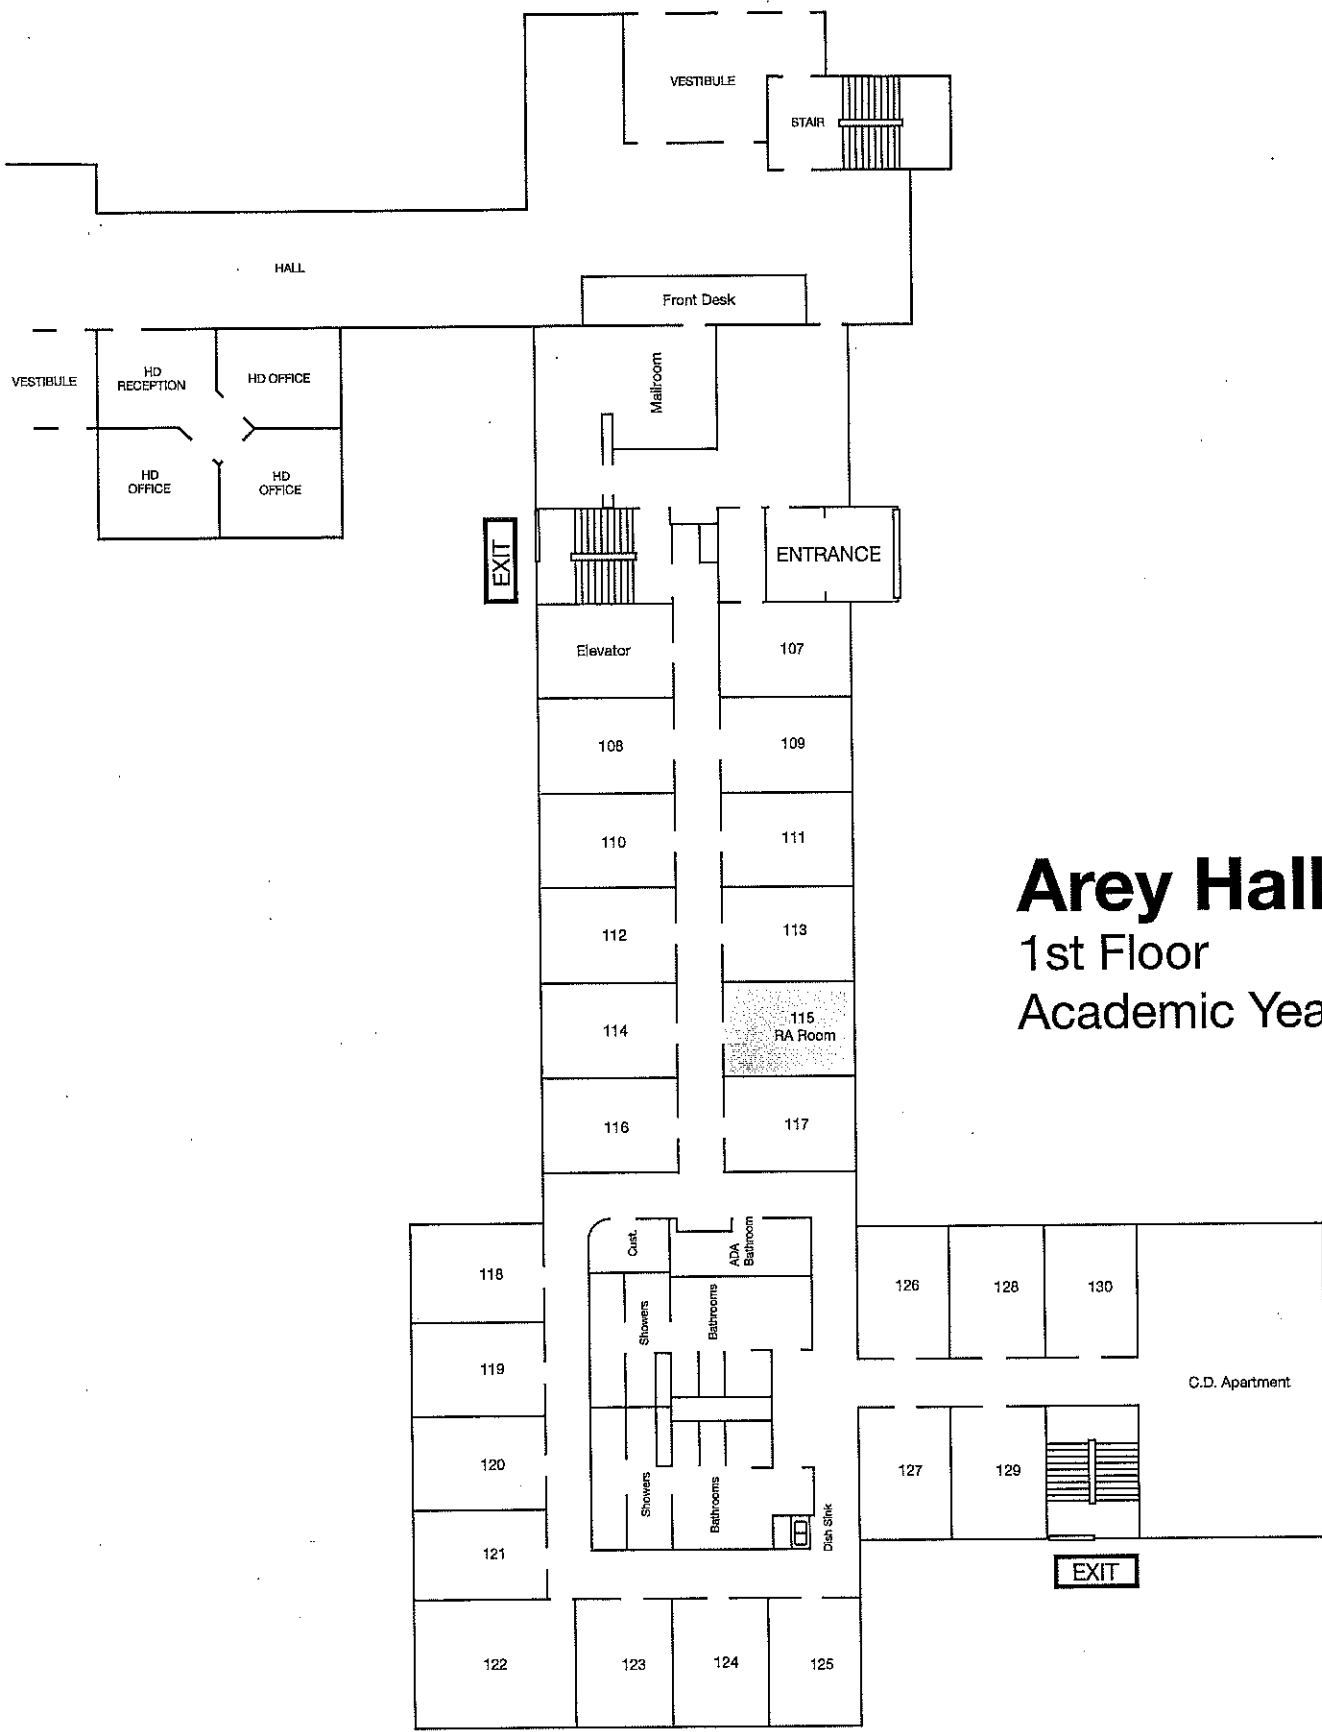 VESTIBULE
STAIR
HALL
Front Desk
Mailroom
VESTIBULE
HD
RECEPTION
HD OFFICE
HD
OFFICE
HD
OFFICE
EXIT
ENTRANCE
Elevator
107
108
109
110
111
112
113
114
115
RA Room
116
117
Arey Hall
1st Floor
Academic Yea
Cust.
ADA
Bathroom
118
126
128
130
Showers
Bathrooms
119
C.D. Apartment
120
127
129
Showers
Bathrooms
Dish Sink
121
EXIT
122
123
124
125